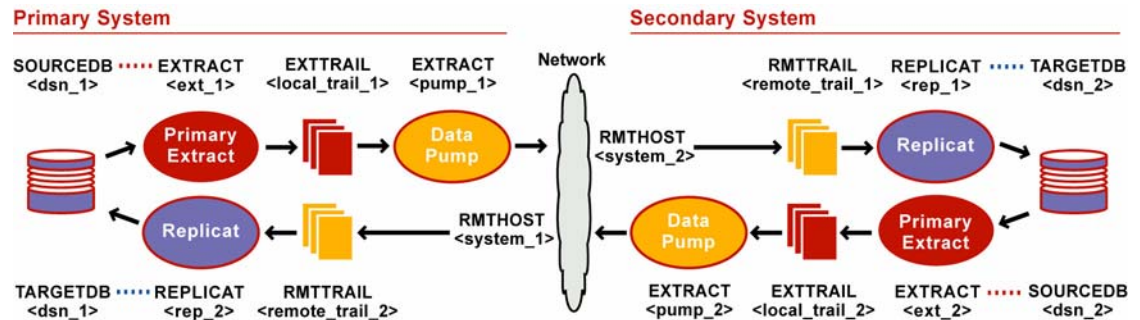 Primary System
Secondary System
SOURCEDB
<dsn_1>
EXTRACT
<ext_1>
EXTTRAIL
<local_trail_1>
EXTRACT
<pump_1>
Network
RMTTRAIL
<remote_trail_1>
REPLICAT
<rep_1>
TARGETDB
<dsn_2>
Primary
Extract
Data
Pump
RMTHOST
<system_2>
Replicat
Replicat
RMTHOST
<system_1>
Data
Pump
Primary
Extract
TARGETDB
<dsn_1>
REPLICAT
<rep_2>
RMTTRAIL
<remote_trail_2>
EXTRACT
<pump_2>
EXTTRAIL
<local_trail_2>
EXTRACT
<ext_2>
SOURCEDB
<dsn_2>